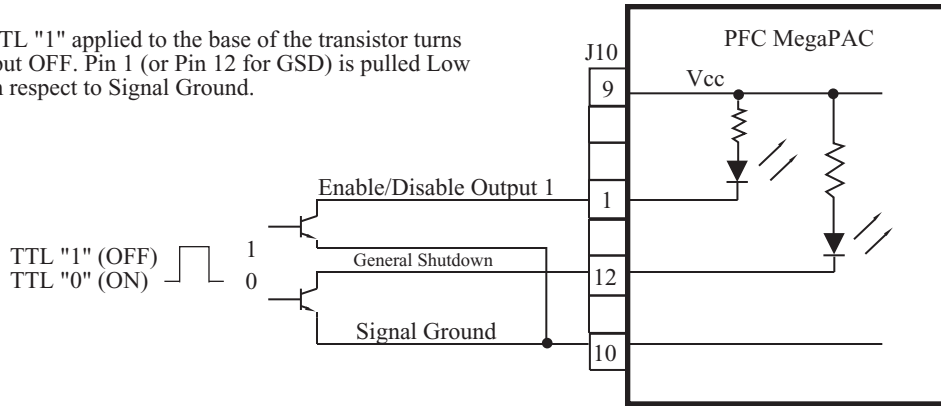 TTL "1" applied to the base of the transistor turns
put OFF. Pin 1 (or Pin 12 for GSD) is pulled Low
respect to Signal Ground.
PFC MegaPAC
J10
9
Vcc
Enable/Disable Output 1
1
TTL "1" (OFF)
TTL "0" (ON)
1
0
General Shutdown
12
Signal Ground
10